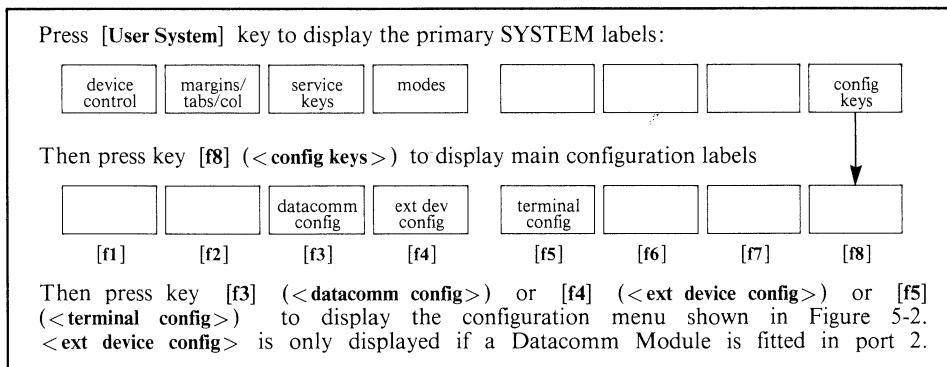 Press [User System] key to display the primary SYSTEM labels:
device control margins/ tabs/col service keys modes config keys
Then press key [f8] (<config keys>) to display main configuration labels
datacomm config ext dev config terminal config
[f1] [f2] [f3] [f4] [f5] [f6] [f7] [f8]
Then press key [f3] (<datacomm config>) or [f4] (<ext device config>) or [f5]
(<terminal config>) to display the configuration menu shown in Figure 5-2.
<ext device config> is only displayed if a Datacomm Module is fitted in port 2.